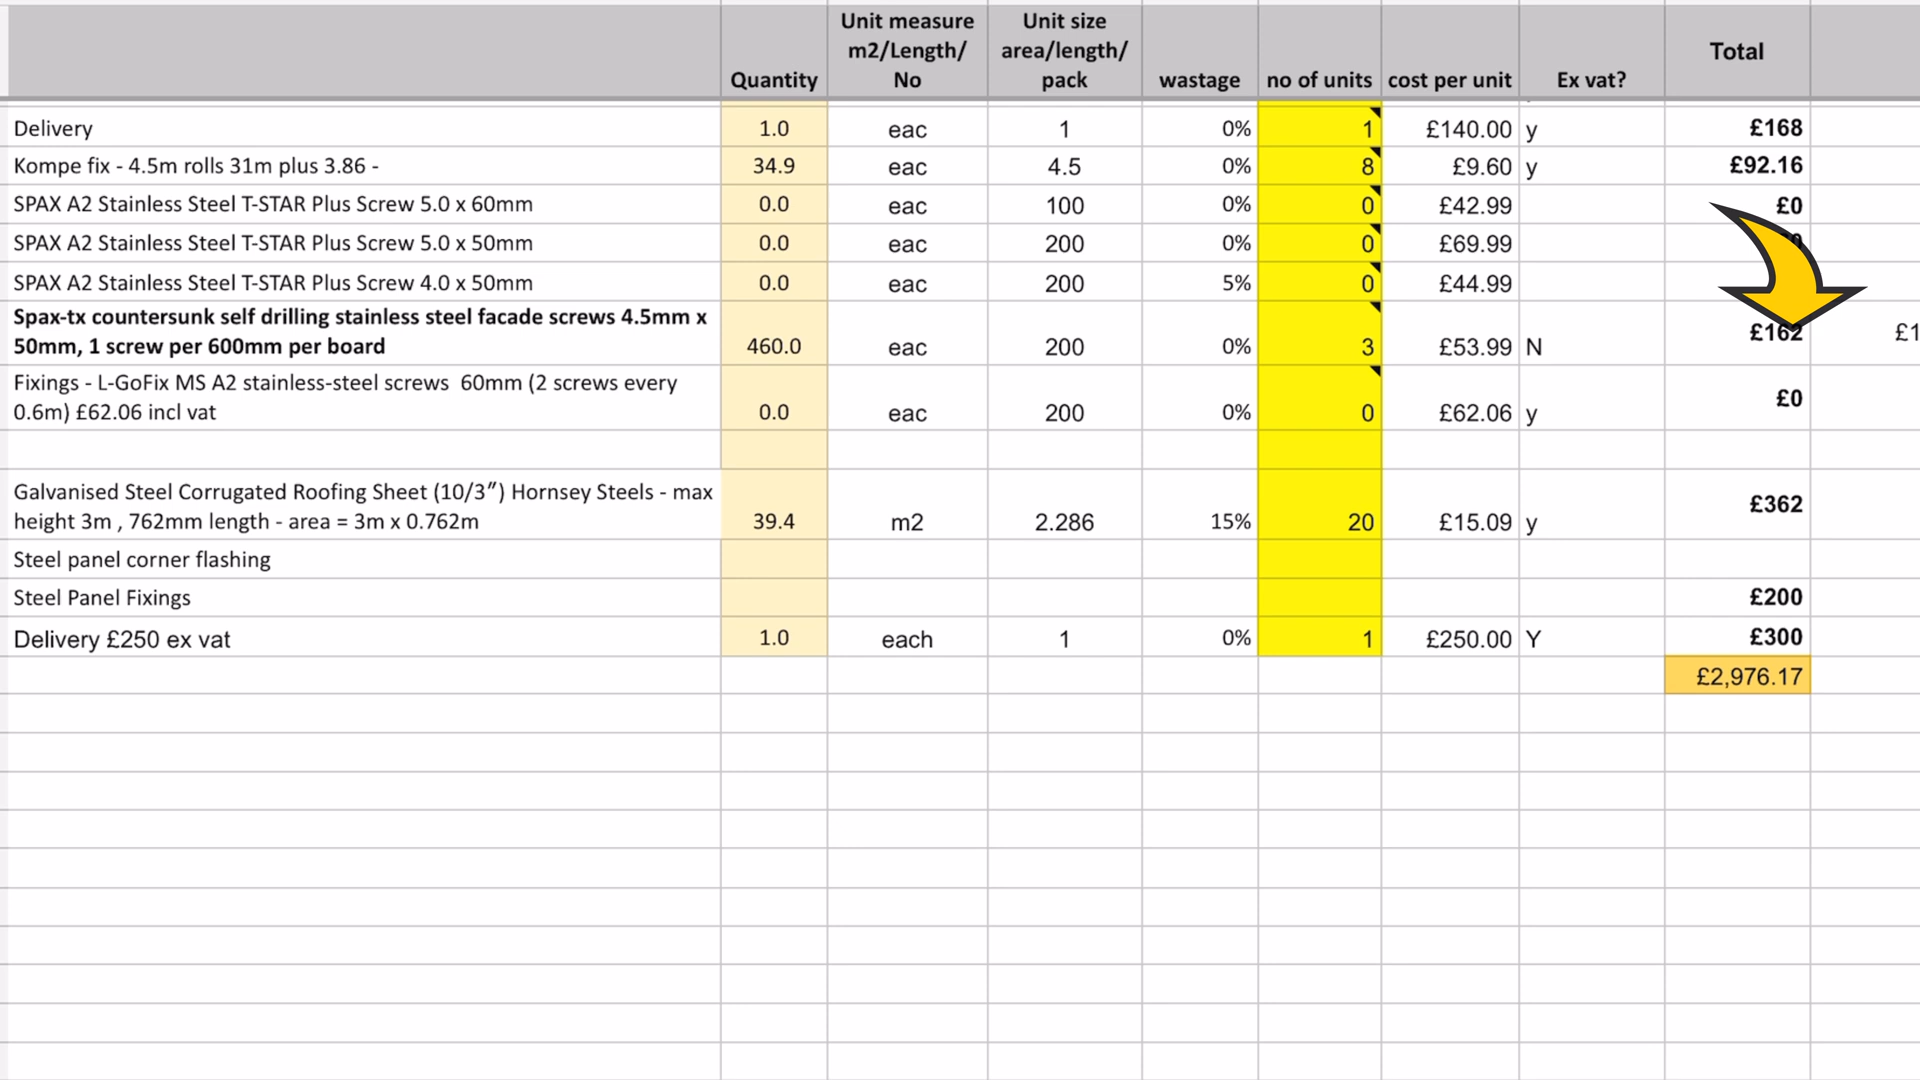 Unit measure m2/Length/ No
Unit size area/length/ pack
Total
Quantity wastage no of units cost per unit Ex vat?
Delivery 1.0 eac 1 0% 1 £140.00 y £168
Kompe fix - 4.5m rolls 31m plus 3.86 - 34.9 eac 4.5 0% 8 £9.60 y £92.16
SPAX A2 Stainless Steel T-STAR Plus Screw 5.0 x 60mm 0.0 eac 100 0% 0 £42.99 £0
SPAX A2 Stainless Steel T-STAR Plus Screw 5.0 x 50mm 0.0 eac 200 0% 0 £69.99
SPAX A2 Stainless Steel T-STAR Plus Screw 4.0 x 50mm 0.0 eac 200 5% 0 £44.99
Spax-tx countersunk self drilling stainless steel facade screws 4.5mm x
50mm, 1 screw per 600mm per board 460.0 eac 200 0% 3 £53.99 N £162 £1
Fixings - L-GoFix MS A2 stainless-steel screws  60mm (2 screws every
0.6m) £62.06 incl vat 0.0 eac 200 0% 0 £62.06 y £0
Galvanised Steel Corrugated Roofing Sheet (10/3″) Hornsey Steels - max
height 3m , 762mm length - area = 3m x 0.762m 39.4 m2 2.286 15% 20 £15.09 y £362
Steel panel corner flashing
Steel Panel Fixings £200
Delivery £250 ex vat 1.0 each 1 0% 1 £250.00 Y £300
£2,976.17